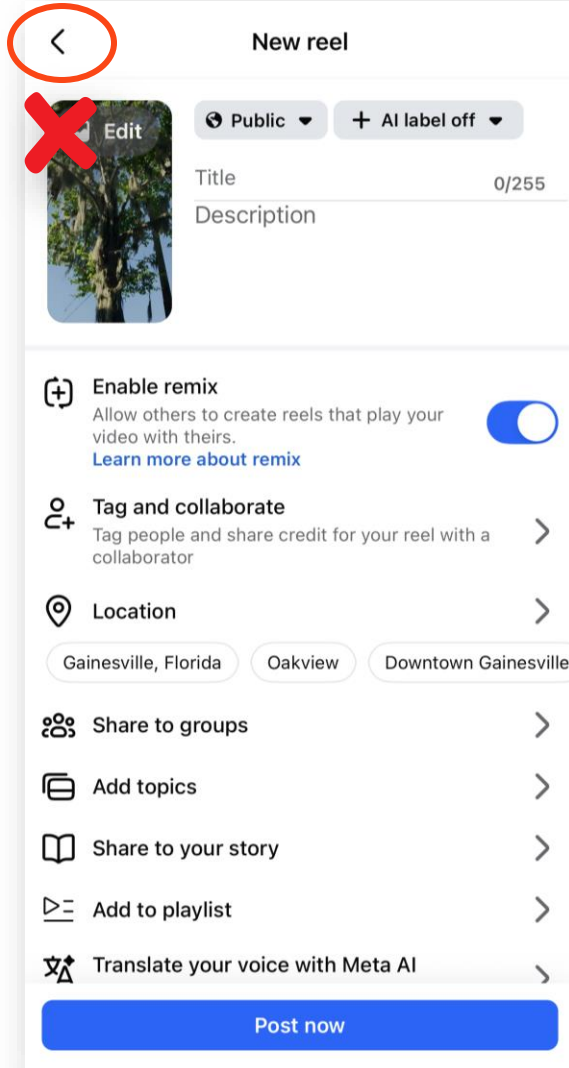 New reel
Edit
Public
AI label off
Title
0/255
Description
Enable remix
Allow others to create reels that play your
video with theirs.
Learn more about remix
Tag and collaborate
Tag people and share credit for your reel with a
collaborator
Location
Gainesville, Florida
Oakview
Downtown Gainesville
Share to groups
Add topics
Share to your story
Add to playlist
Translate your voice with Meta AI
Post now